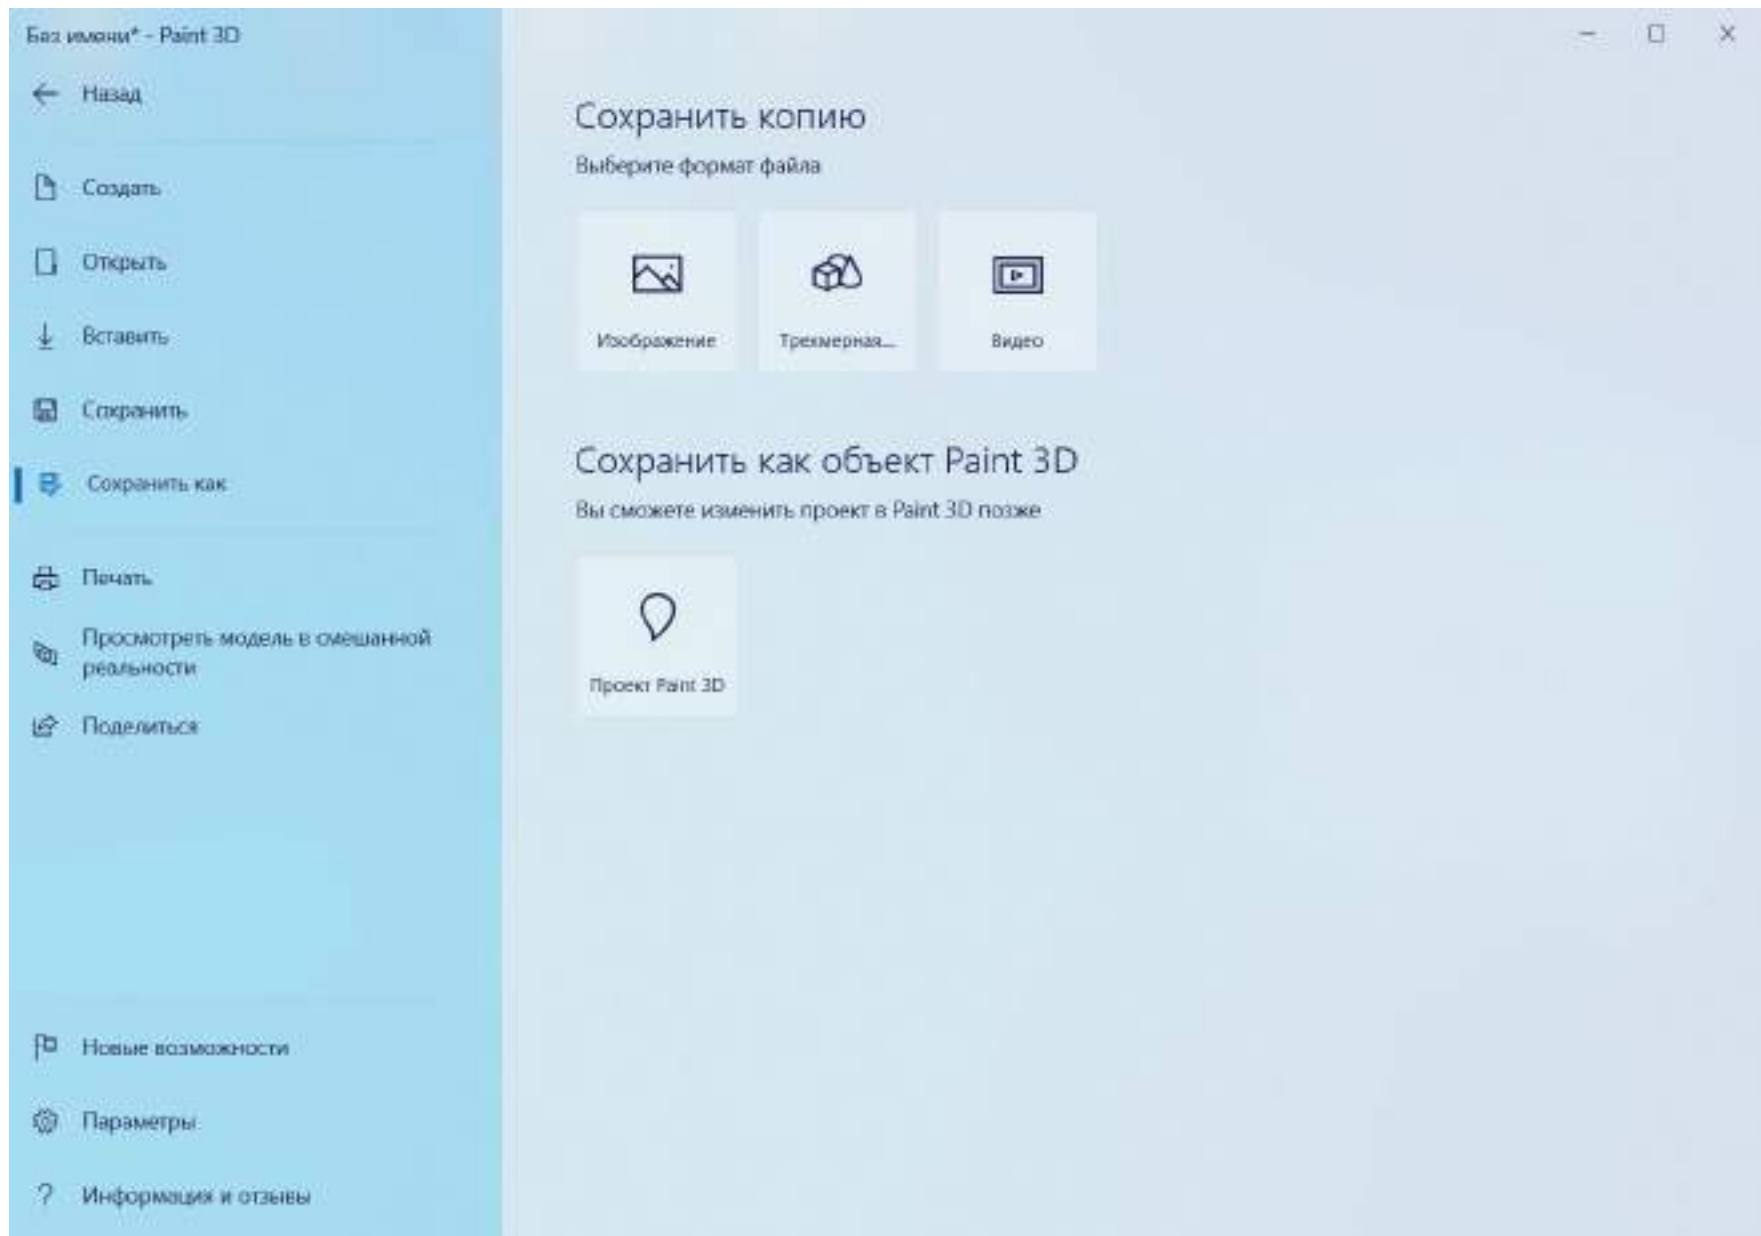 Без имени* - Paint 3D
Назад
Создать
Открыть
Вставить
Сохранить
Сохранить как
Печать
Просмотреть модель в смешанной
реальности
Поделиться
Новые возможности
Параметры
Информация и отзывы
Сохранить копию
Выберите формат файла
Изображение
Трехмерная...
Видео
Сохранить как объект Paint 3D
Вы сможете изменить проект в Paint 3D позже
Проект Paint 3D